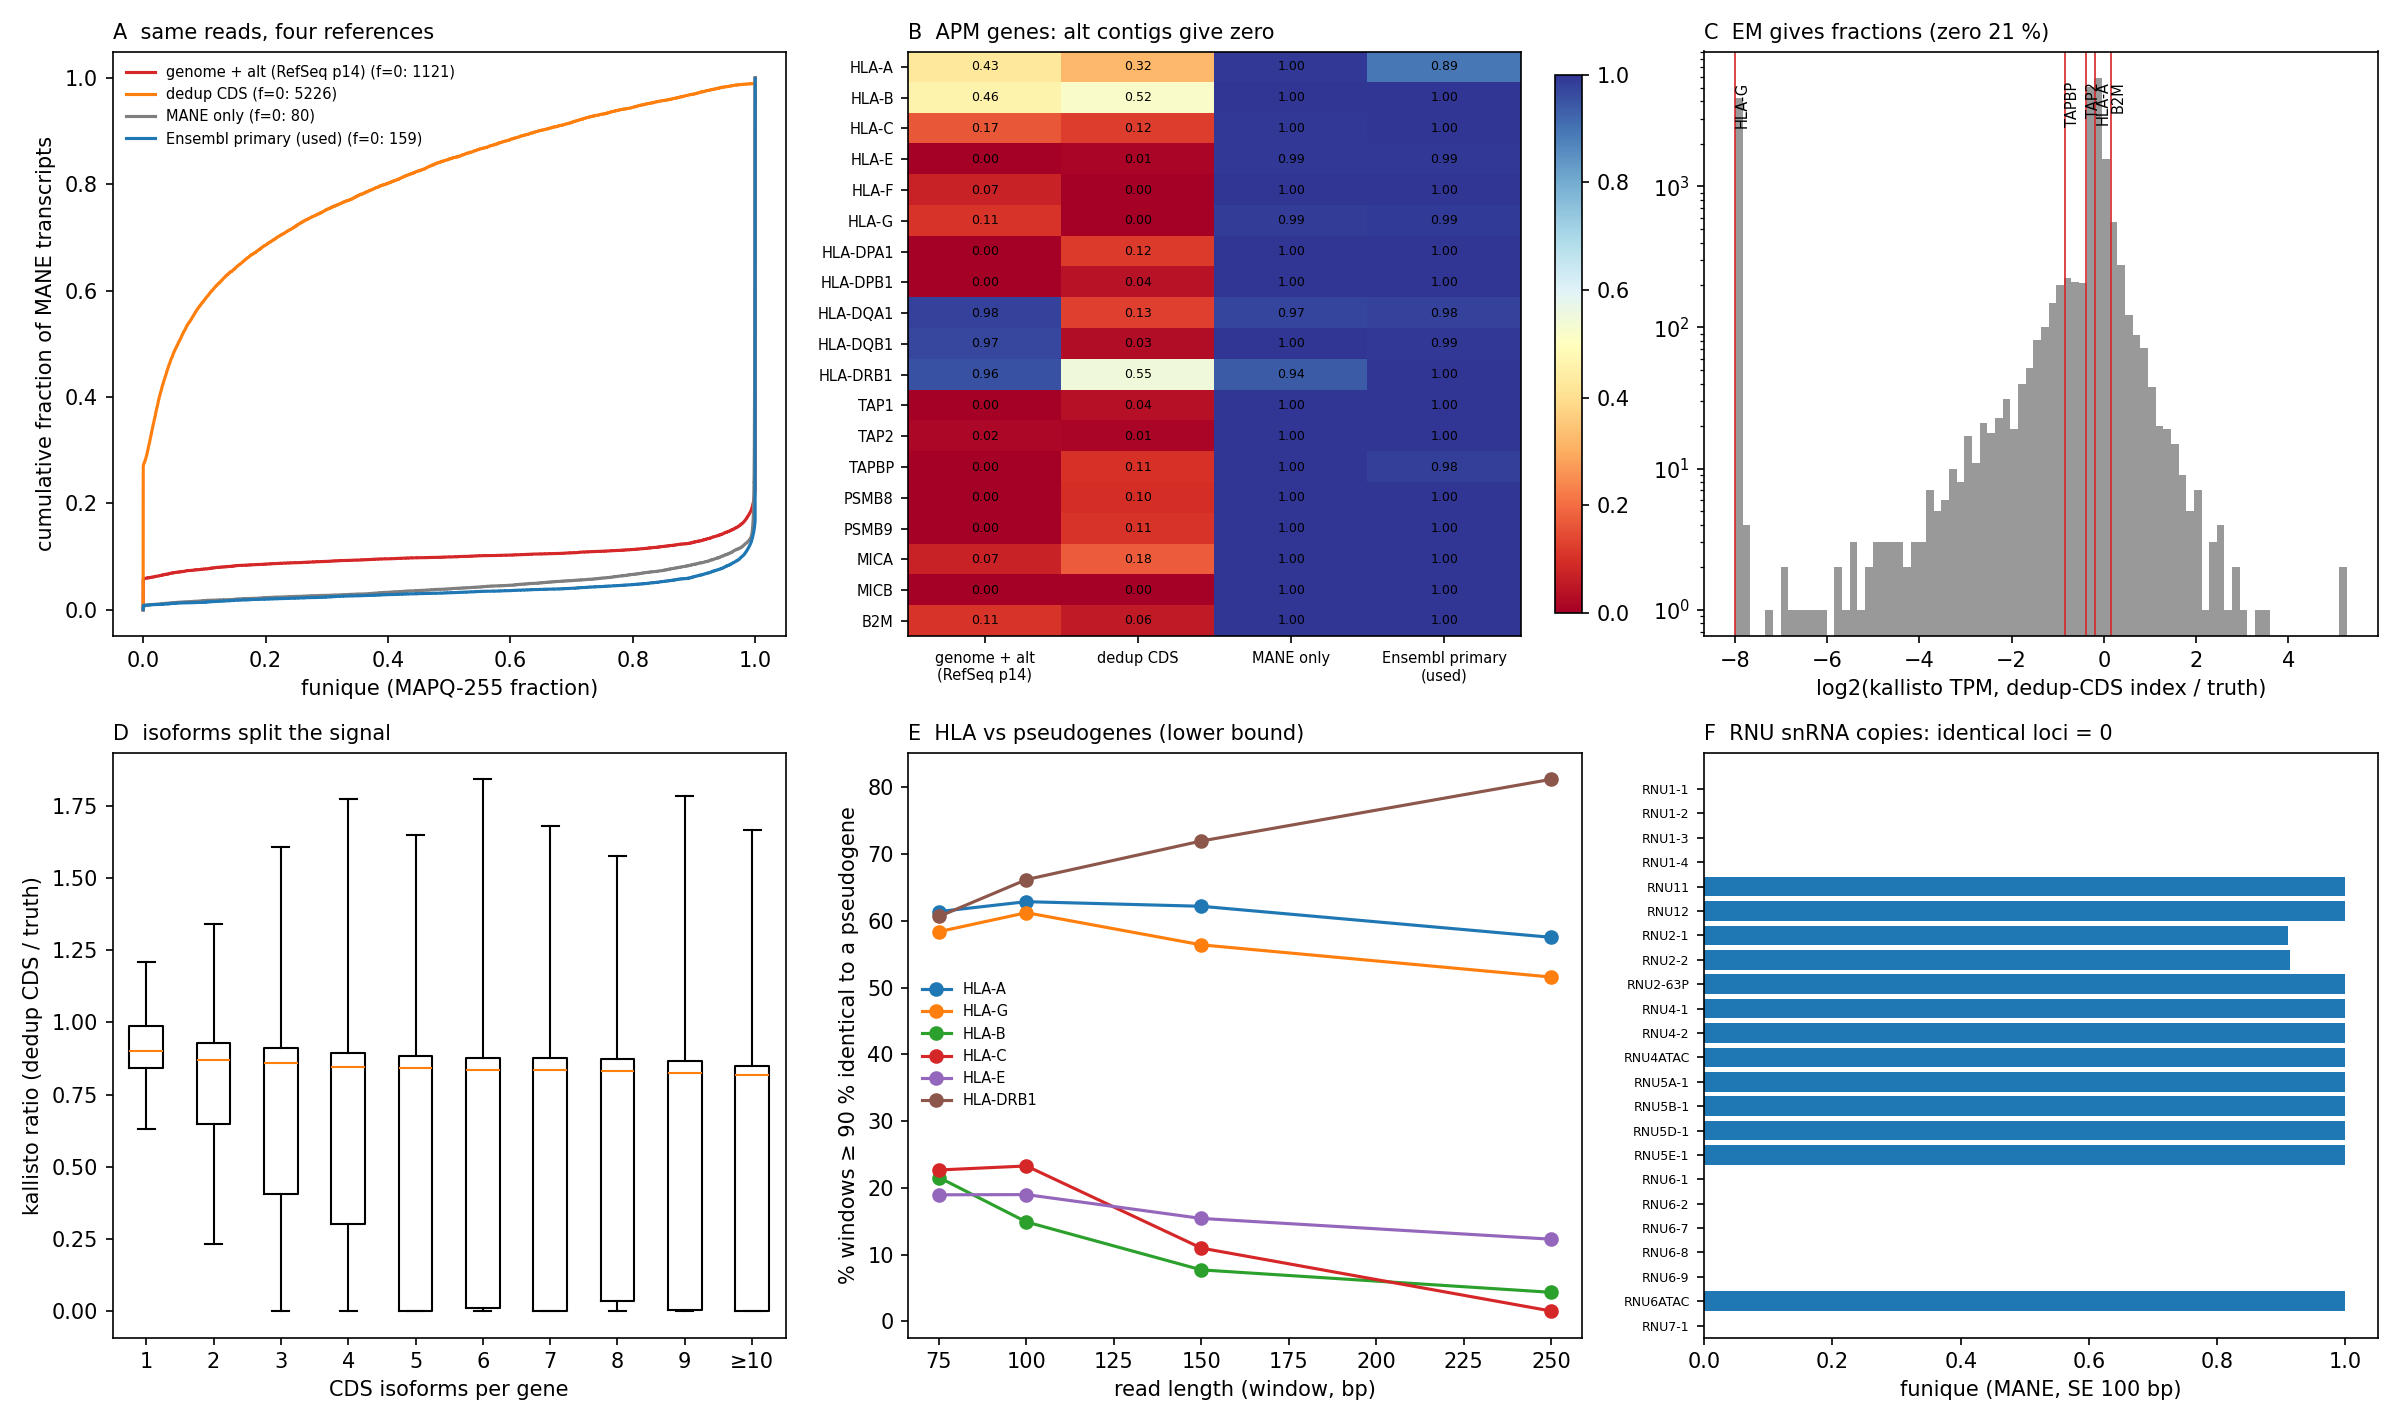 A  same reads, four references
genome + alt (RefSeq p14) (f=0: 1121)
dedup CDS (f=0: 5226)
MANE only (f=0: 80)
Ensembl primary (used) (f=0: 159)
cumulative fraction of MANE transcripts
1.0
0.8
0.6
0.4
0.2
0.0
0.0 0.2 0.4 0.6 0.8 1.0
funique (MAPQ-255 fraction)
B  APM genes: alt contigs give zero
HLA-A 0.43 0.32 1.00 0.89
HLA-B 0.46 0.52 1.00 1.00
HLA-C 0.17 0.12 1.00 1.00
HLA-E 0.00 0.01 0.99 0.99
HLA-F 0.07 0.00 1.00 1.00
HLA-G 0.11 0.00 0.99 0.99
HLA-DPA1 0.00 0.12 1.00 1.00
HLA-DPB1 0.00 0.04 1.00 1.00
HLA-DQA1 0.98 0.13 0.97 0.98
HLA-DQB1 0.97 0.03 1.00 0.99
HLA-DRB1 0.96 0.55 0.94 1.00
TAP1 0.00 0.04 1.00 1.00
TAP2 0.02 0.01 1.00 1.00
TAPBP 0.00 0.11 1.00 0.98
PSMB8 0.00 0.10 1.00 1.00
PSMB9 0.00 0.11 1.00 1.00
MICA 0.07 0.18 1.00 1.00
MICB 0.00 0.00 1.00 1.00
B2M 0.11 0.06 1.00 1.00
genome + alt dedup CDS MANE only Ensembl primary
(RefSeq p14) (used)
1.0
0.8
0.6
0.4
0.2
0.0
C  EM gives fractions (zero 21 %)
HLA-G
TAPBP
TAP2
HLA-A
B2M
10³
10²
10¹
10⁰
−8 −6 −4 −2 0 2 4
log2(kallisto TPM, dedup-CDS index / truth)
D  isoforms split the signal
kallisto ratio (dedup CDS / truth)
1.75
1.50
1.25
1.00
0.75
0.50
0.25
0.00
1 2 3 4 5 6 7 8 9 ≥10
CDS isoforms per gene
E  HLA vs pseudogenes (lower bound)
% windows ≥ 90 % identical to a pseudogene
80
70
60
50
40
30
20
10
0
HLA-A
HLA-G
HLA-B
HLA-C
HLA-E
HLA-DRB1
75 100 125 150 175 200 225 250
read length (window, bp)
F  RNU snRNA copies: identical loci = 0
RNU1-1
RNU1-2
RNU1-3
RNU1-4
RNU11
RNU12
RNU2-1
RNU2-2
RNU2-63P
RNU4-1
RNU4-2
RNU4ATAC
RNU5A-1
RNU5B-1
RNU5D-1
RNU5E-1
RNU6-1
RNU6-2
RNU6-7
RNU6-8
RNU6-9
RNU6ATAC
RNU7-1
0.0 0.2 0.4 0.6 0.8 1.0
funique (MANE, SE 100 bp)